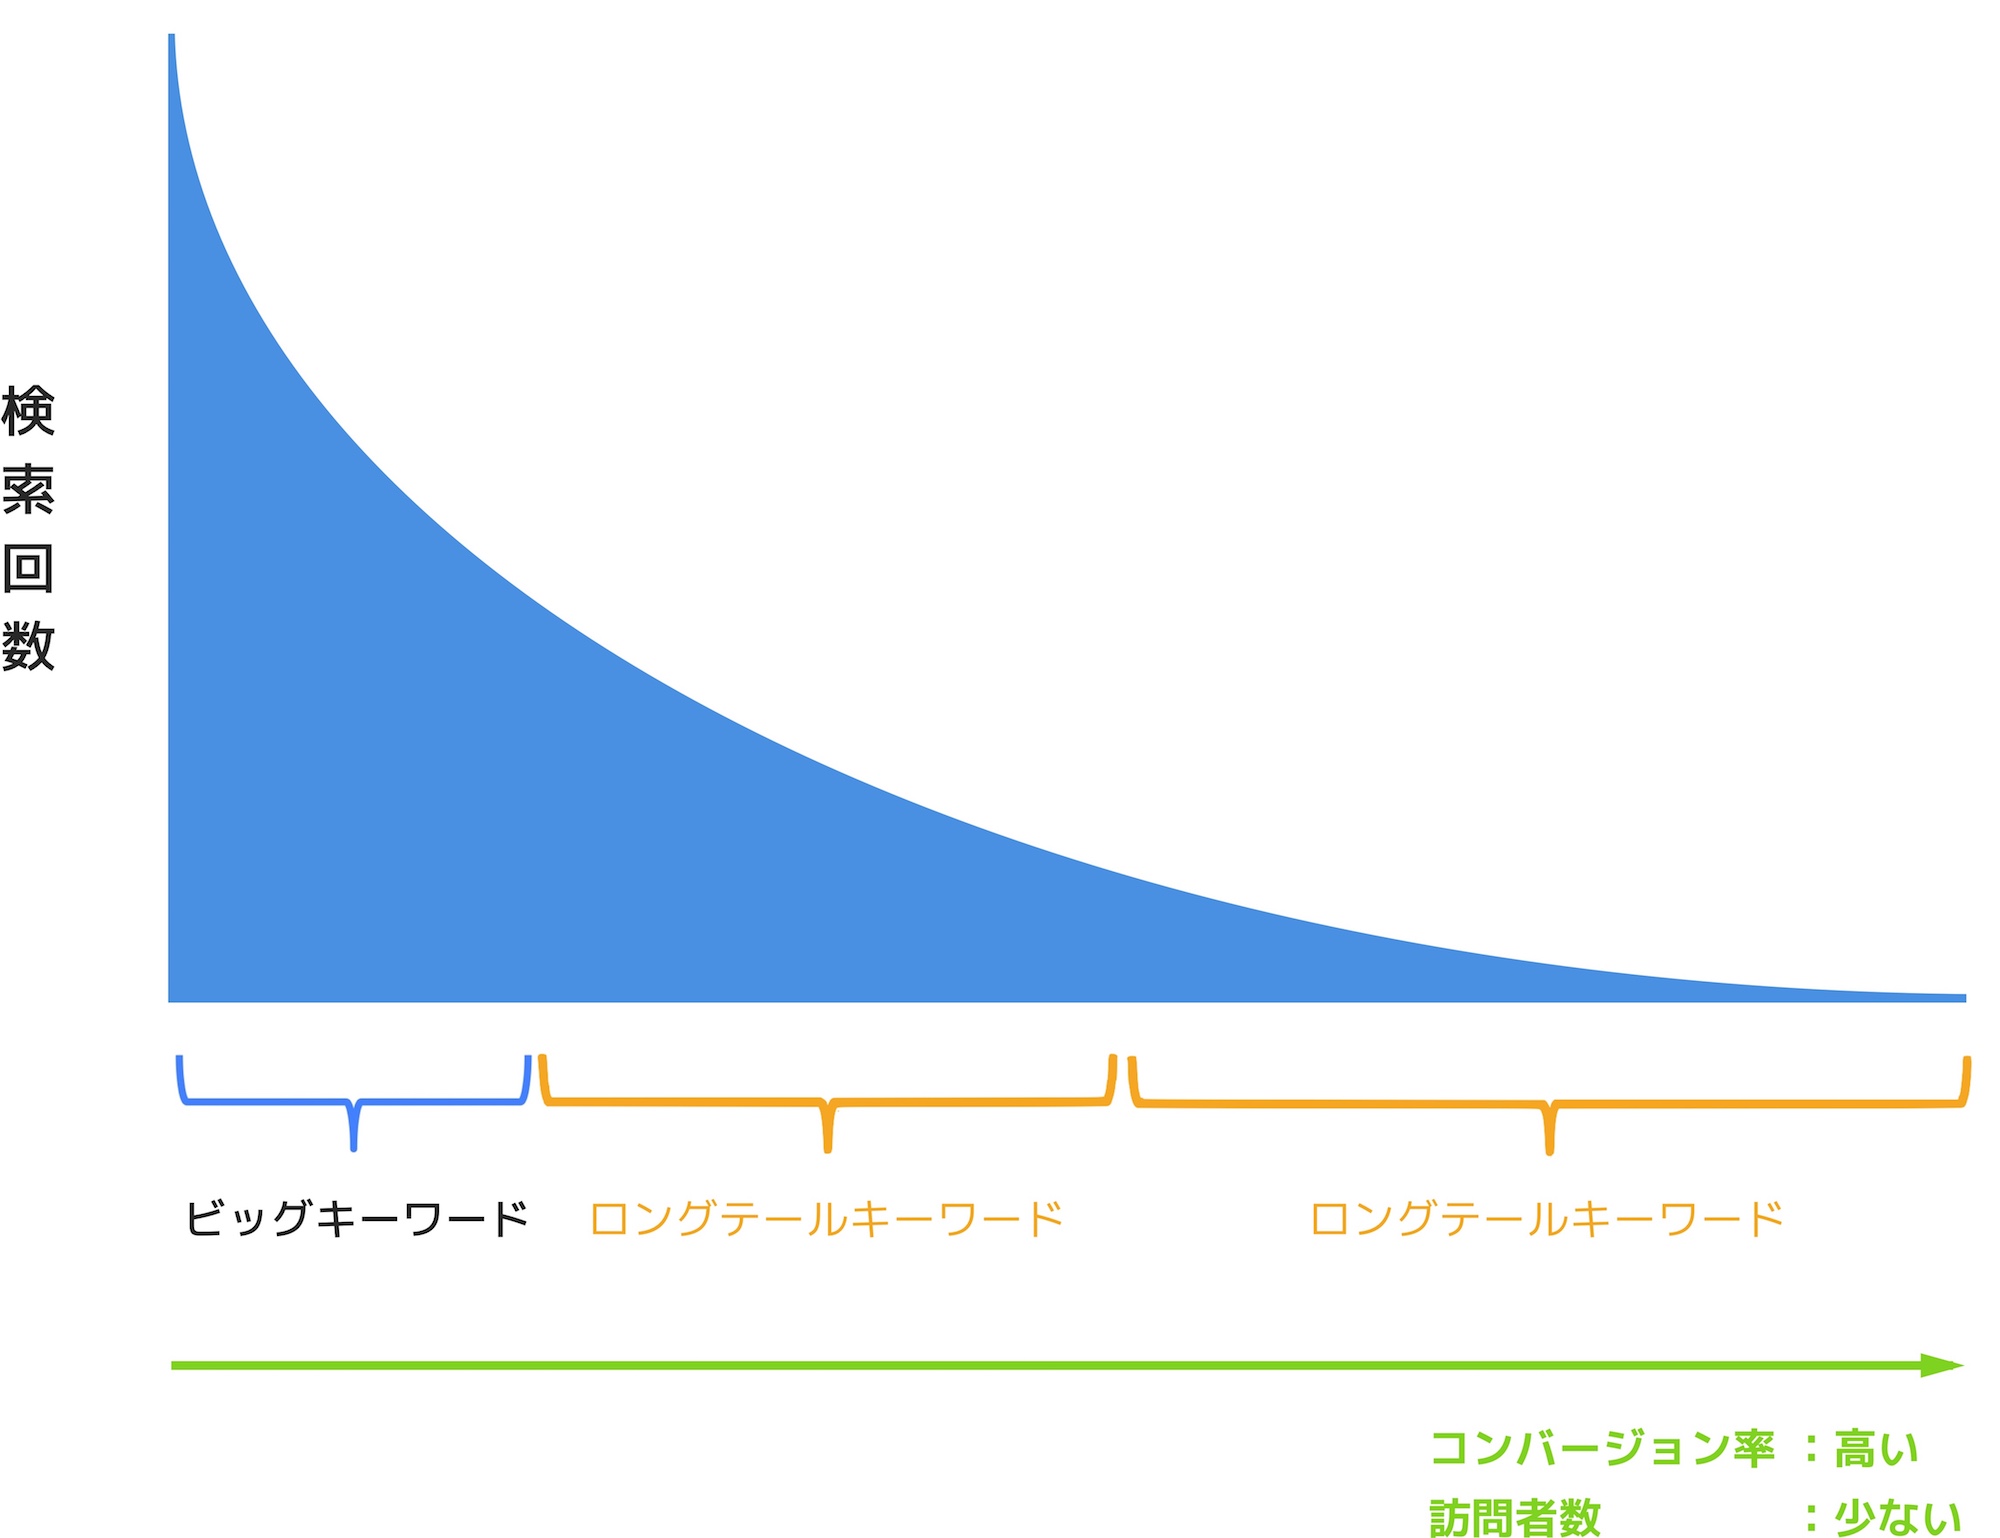 検索回数
ビッグキーワード
ロングテールキーワード
ロングテールキーワード
コンバージョン率 ：高い
訪問者数 ：少ない